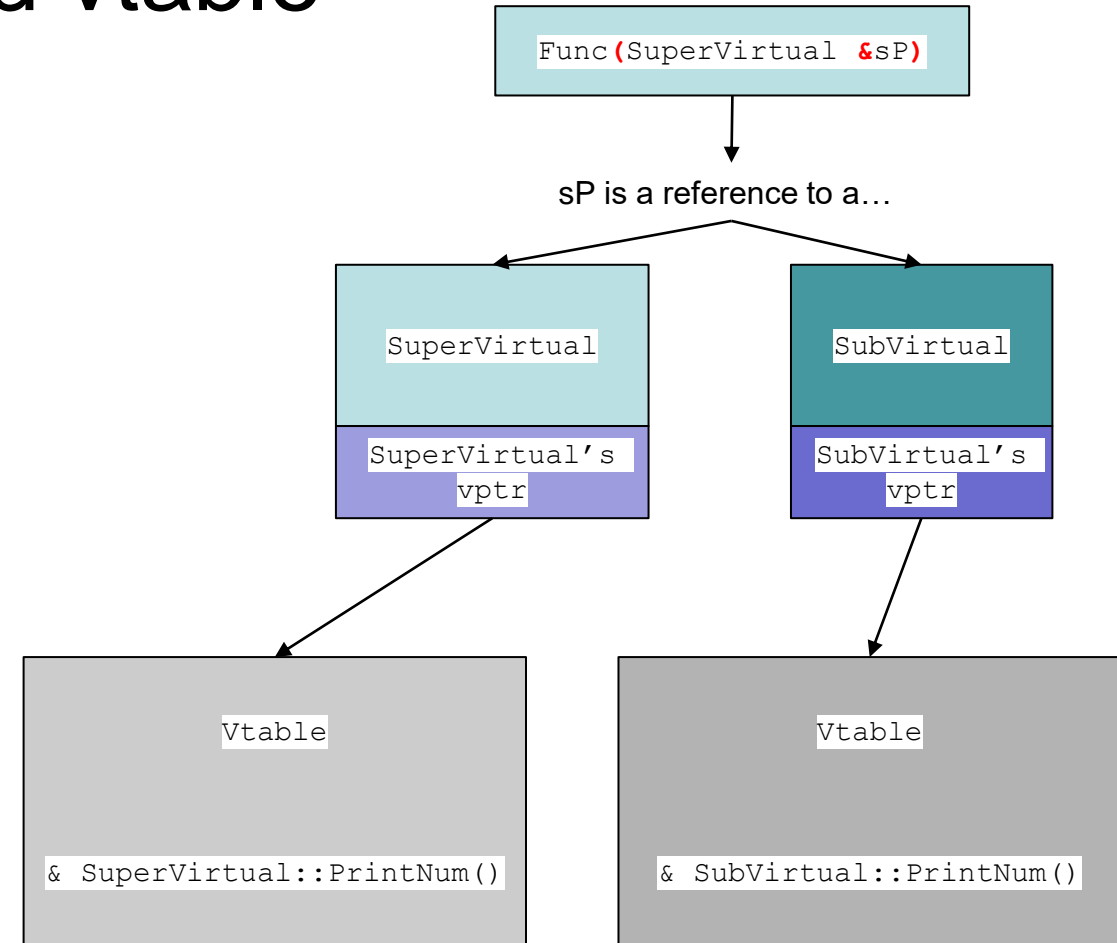 Vtable
Func(SuperVirtual &sP)
sP is a reference to a…
SuperVirtual
SubVirtual
SuperVirtual’s
vptr
SubVirtual’s
vptr
Vtable
Vtable
& SuperVirtual::PrintNum()
& SubVirtual::PrintNum()